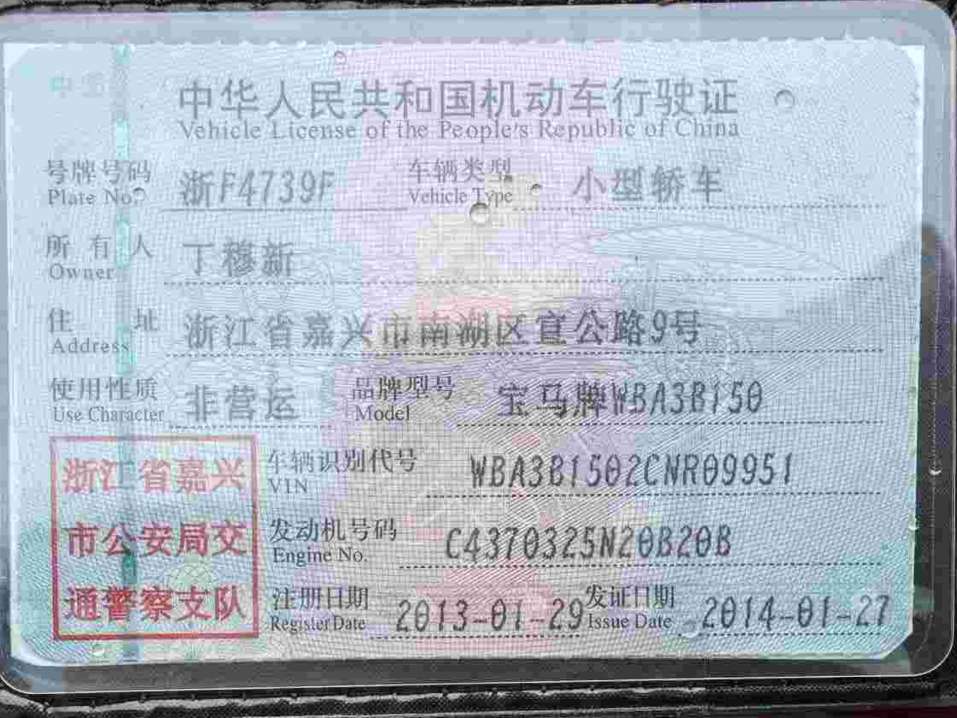 中华人民共和国机动车行驶证
Vehicle License of the People's Republic of China
号牌号码 浙F4739F 车辆类型 小型轿车
Plate No. Vehicle Type
所有人 丁穆新
Owner
住址 浙江省嘉兴市南湖区宣公路9号
Address
使用性质 非营运 品牌型号 宝马牌WBA3B150
Use Character Model
车辆识别代号 WBA3B1502CNR09951
VIN
发动机号码 C4370325N20B20B
Engine No.
注册日期 2013-01-29 发证日期 2014-01-27
Register Date Issue Date
浙江省嘉兴
市公安局交
通警察支队